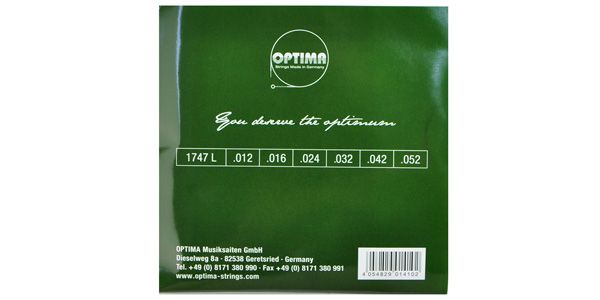 OPTIMA
Strings Made in Germany
You deserve the optimum
1747 L .012 .016 .024 .032 .042 .052
OPTIMA Musiksaiten GmbH
Dieselweg 8a · 82538 Geretsried · Germany
Tel. +49 (0) 8171 380 990 · Fax +49 (0) 8171 380 991
www.optima-strings.com
4 054829 014102